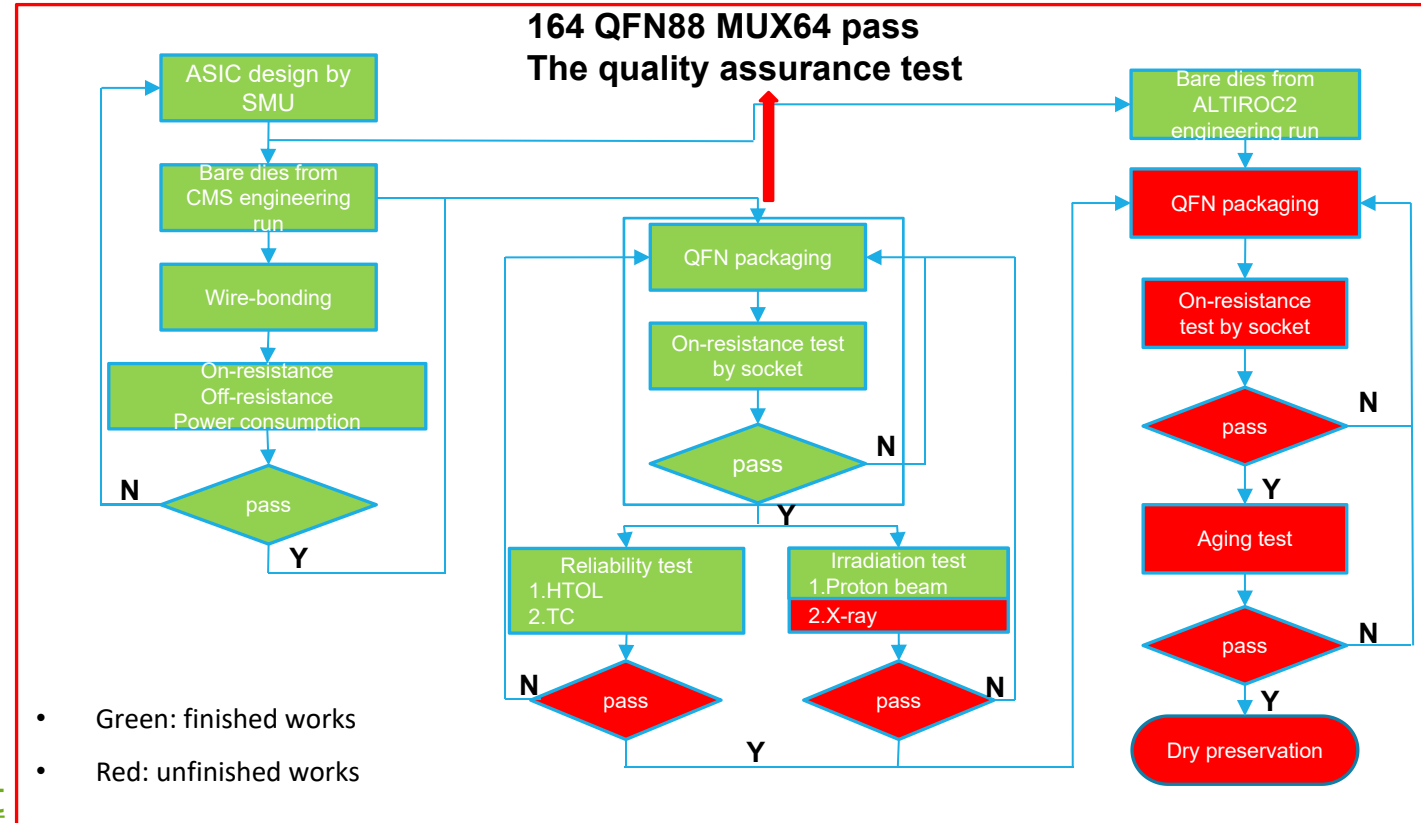 164 QFN88 MUX64 pass
The quality assurance test
ASIC design by
SMU
Bare dies from
CMS engineering
run
Wire-bonding
On-resistance
Off-resistance
Power consumption
pass
N
Y
QFN packaging
On-resistance test
by socket
pass
N
Y
Reliability test
1.HTOL
2.TC
Irradiation test
1.Proton beam
2.X-ray
pass
N
pass
N
Y
Bare dies from
ALTIROC2
engineering run
QFN packaging
On-resistance
test by socket
pass
N
Y
Aging test
pass
N
Y
Dry preservation
• Green: finished works
• Red: unfinished works